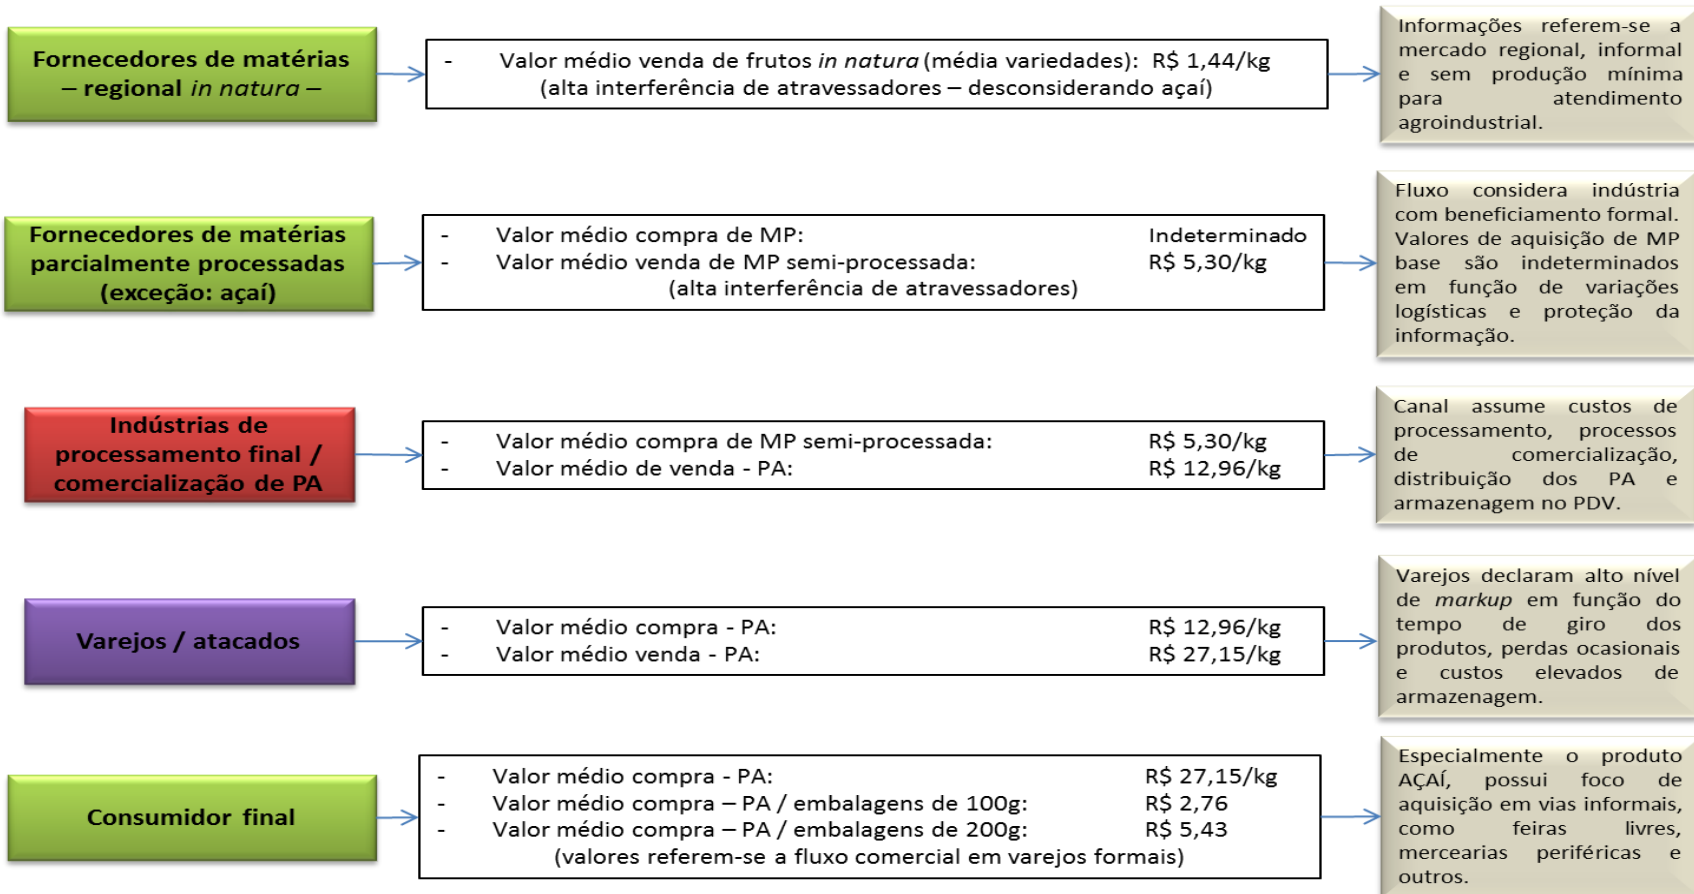 Fornecedores de matérias
– regional in natura –
- Valor médio venda de frutos in natura (média variedades): R$ 1,44/kg
(alta interferência de atravessadores – desconsiderando açaí)
Informações referem-se a
mercado regional, informal
e sem produção mínima
para atendimento
agroindustrial.
Fornecedores de matérias
parcialmente processadas
(exceção: açaí)
- Valor médio compra de MP: Indeterminado
- Valor médio venda de MP semi-processada: R$ 5,30/kg
(alta interferência de atravessadores)
Fluxo considera indústria
com beneficiamento formal.
Valores de aquisição de MP
base são indeterminados
em função de variações
logísticas e proteção da
informação.
Indústrias de
processamento final /
comercialização de PA
- Valor médio compra de MP semi-processada: R$ 5,30/kg
- Valor médio de venda - PA: R$ 12,96/kg
Canal assume custos de
processamento, processos
de comercialização,
distribuição dos PA e
armazenagem no PDV.
Varejos / atacados
- Valor médio compra - PA: R$ 12,96/kg
- Valor médio venda - PA: R$ 27,15/kg
Varejos declaram alto nível
de markup em função do
tempo de giro dos
produtos, perdas ocasionais
e custos elevados de
armazenagem.
Consumidor final
- Valor médio compra - PA: R$ 27,15/kg
- Valor médio compra – PA / embalagens de 100g: R$ 2,76
- Valor médio compra – PA / embalagens de 200g: R$ 5,43
(valores referem-se a fluxo comercial em varejos formais)
Especialmente o produto
AÇAÍ, possui foco de
aquisição em vias informais,
como feiras livres,
mercearias periféricas e
outros.